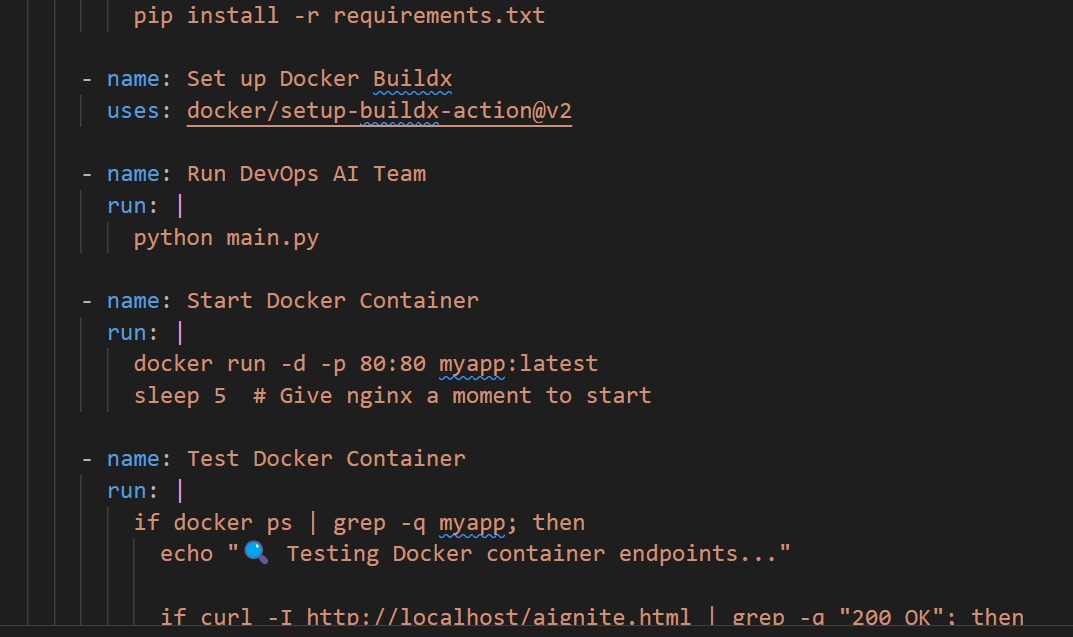 pip install -r requirements.txt
- name: Set up Docker Buildx
uses: docker/setup-buildx-action@v2
- name: Run DevOps AI Team
run: |
python main.py
- name: Start Docker Container
run: |
docker run -d -p 80:80 myapp:latest
sleep 5  # Give nginx a moment to start
- name: Test Docker Container
run: |
if docker ps | grep -q myapp; then
echo "🔍 Testing Docker container endpoints..."
if curl -I http://localhost/aignite.html | grep -q "200 OK"; then